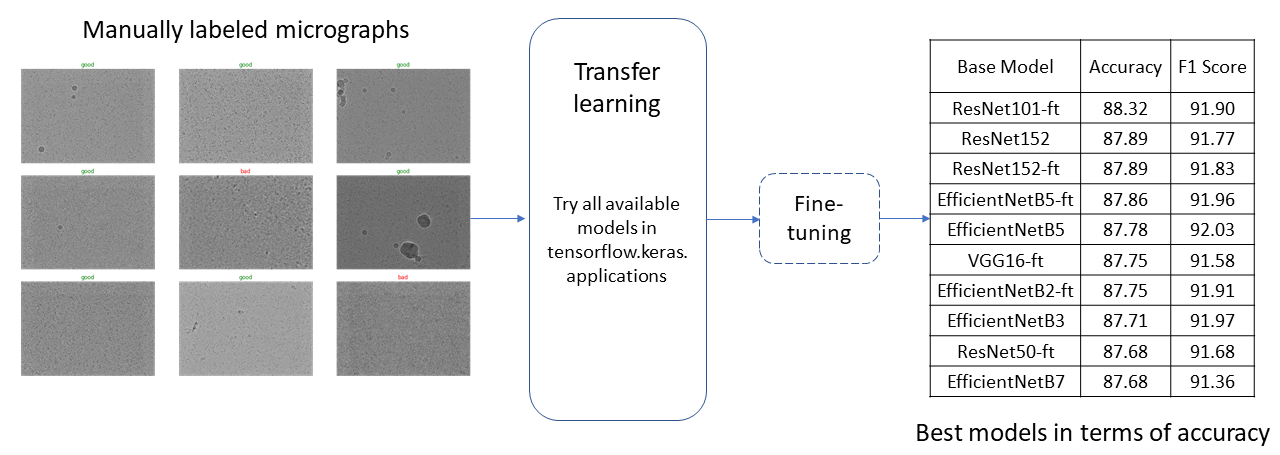 Manually labeled micrographs
good good good
good bad good
good good bad
Transfer
learning
Try all available
models in
tensorflow.keras.
applications
Fine-
tuning
Base Model Accuracy F1 Score
ResNet101-ft 88.32 91.90
ResNet152 87.89 91.77
ResNet152-ft 87.89 91.83
EfficientNetB5-ft 87.86 91.96
EfficientNetB5 87.78 92.03
VGG16-ft 87.75 91.58
EfficientNetB2-ft 87.75 91.91
EfficientNetB3 87.71 91.97
ResNet50-ft 87.68 91.68
EfficientNetB7 87.68 91.36
Best models in terms of accuracy